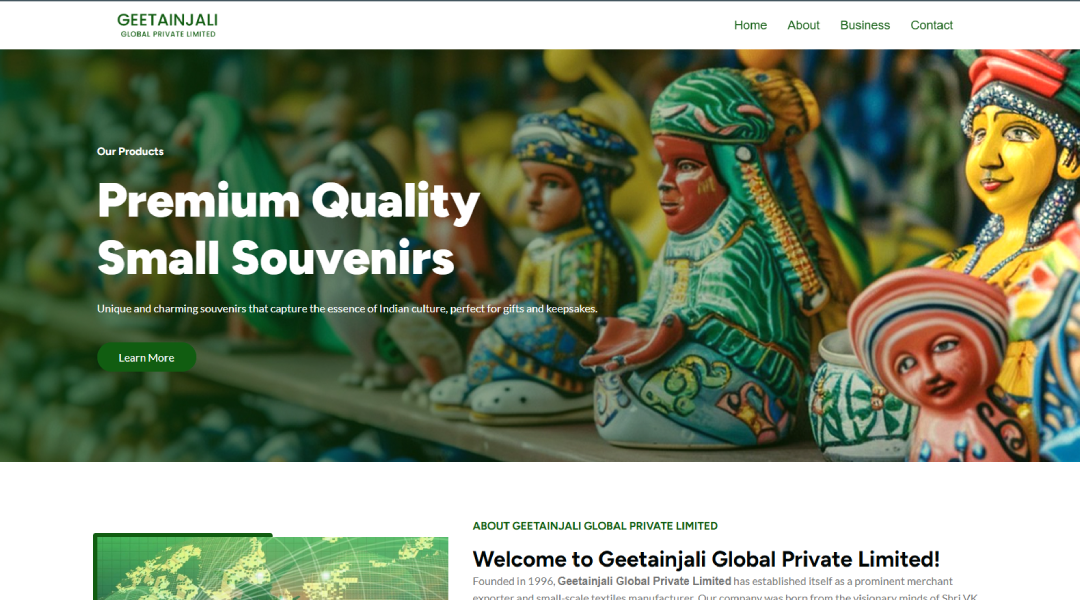 GEETAINJALI
GLOBAL PRIVATE LIMITED
Home About Business Contact
Our Products
Premium Quality
Small Souvenirs
Unique and charming souvenirs that capture the essence of Indian culture, perfect for gifts and keepsakes.
Learn More
ABOUT GEETAINJALI GLOBAL PRIVATE LIMITED
Welcome to Geetainjali Global Private Limited!
Founded in 1996, Geetainjali Global Private Limited has established itself as a prominent merchant
exporter and small-scale textiles manufacturer. Our company was born from the visionary minds of Shri VK